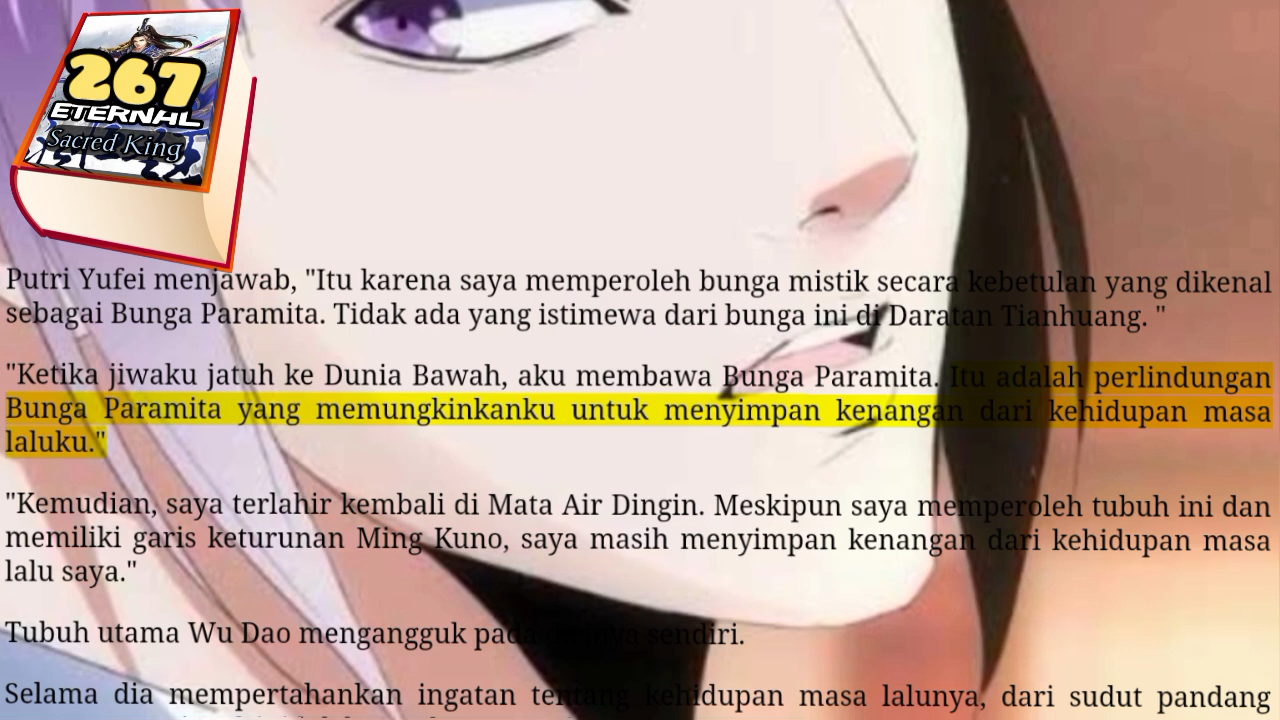 267
ETERNAL
Sacred King
Putri Yufei menjawab, "Itu karena saya memperoleh bunga mistik secara kebetulan yang dikenal
sebagai Bunga Paramita. Tidak ada yang istimewa dari bunga ini di Daratan Tianhuang. "
"Ketika jiwaku jatuh ke Dunia Bawah, aku membawa Bunga Paramita. Itu adalah perlindungan
Bunga Paramita yang memungkinkanku untuk menyimpan kenangan dari kehidupan masa
laluku."
"Kemudian, saya terlahir kembali di Mata Air Dingin. Meskipun saya memperoleh tubuh ini dan
memiliki garis keturunan Ming Kuno, saya masih menyimpan kenangan dari kehidupan masa
lalu saya."
Tubuh utama Wu Dao mengangguk pada dirinya sendiri.
Selama dia mempertahankan ingatan tentang kehidupan masa lalunya, dari sudut pandang